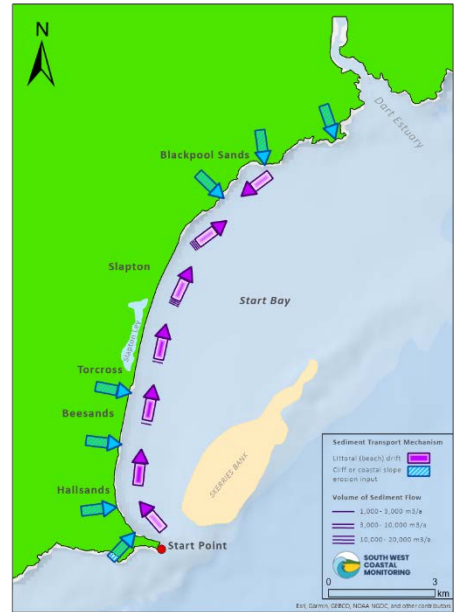 N
Dart Estuary
Blackpool Sands
Slapton
Start Bay
Slapton Ley
Torcross
Beesands
SKERRIES BANK
Hallsands
Start Point
Sediment Transport Mechanism
Littoral (beach) drift
Cliff or coastal slope
erosion input
Volume of Sediment Flow
1,000- 3,000 m3/a
3,000- 10,000 m3/a
10,000- 20,000 m3/a
SOUTH WEST
COASTAL
MONITORING
0 3
km
Esri, Garmin, GEBCO, NOAA NGDC, and other contributors